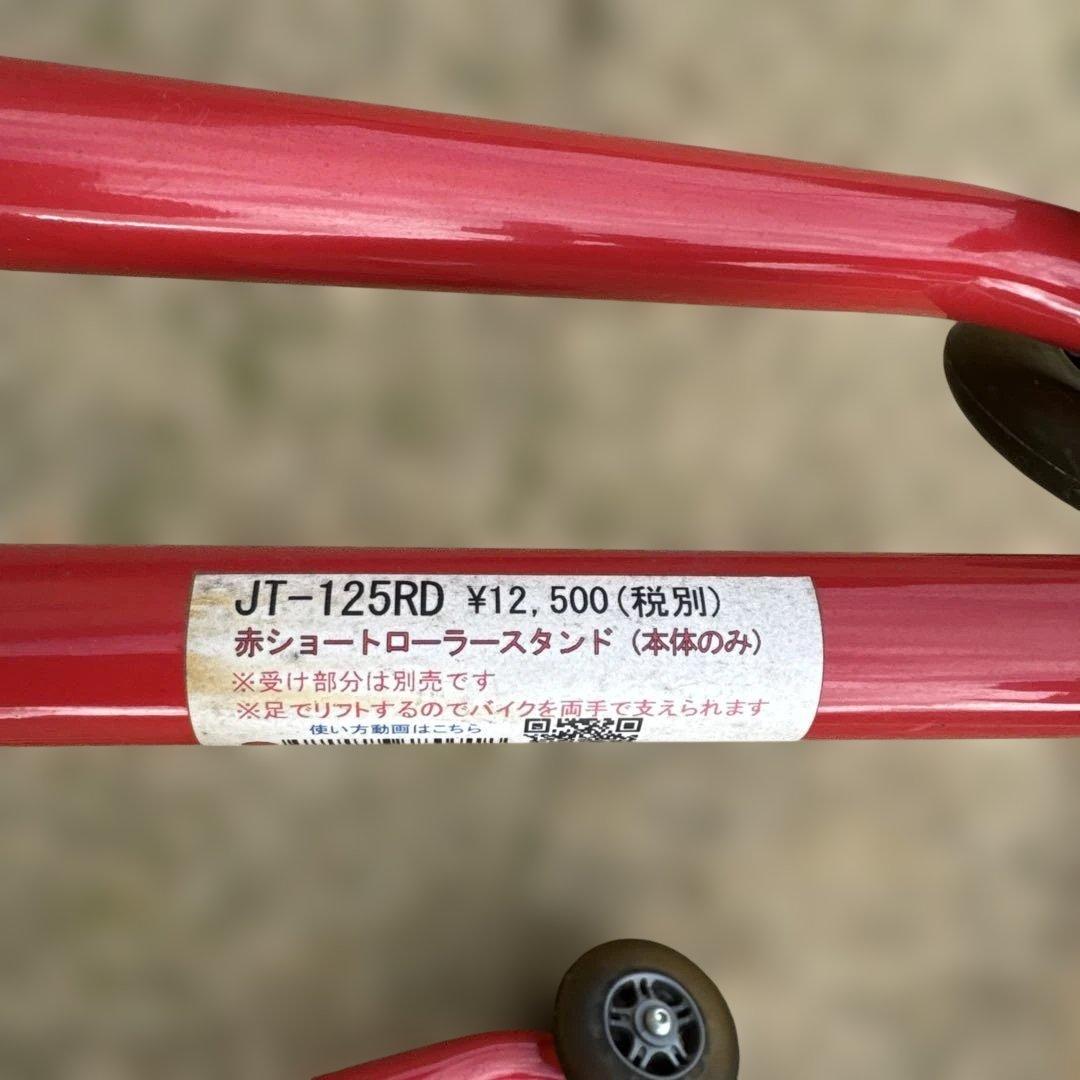 JT-125RD ¥12,500(税別)
赤ショートローラースタンド (本体のみ)
※受け部分は別売です
※足でリフトするのでバイクを両手で支えられます
使い方動画はこちら